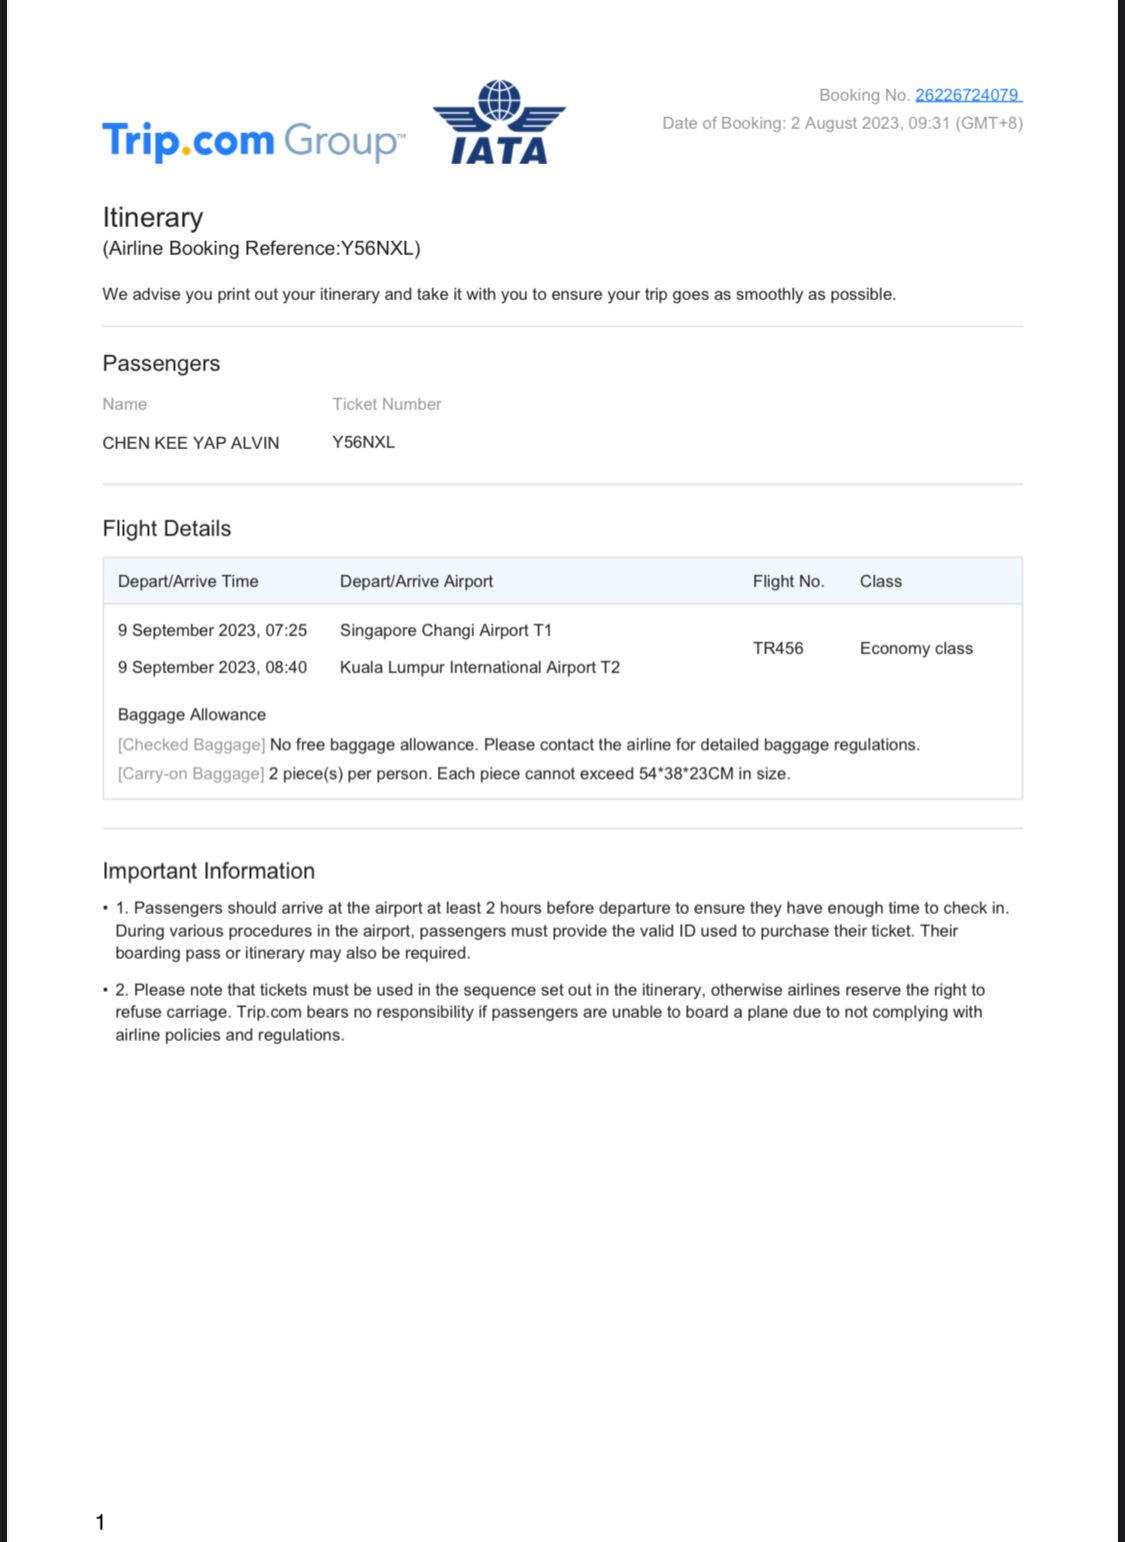 Trip.com Group™
IATA
Booking No. 26226724079
Date of Booking: 2 August 2023, 09:31 (GMT+8)
Itinerary
(Airline Booking Reference:Y56NXL)
We advise you print out your itinerary and take it with you to ensure your trip goes as smoothly as possible.
Passengers
Name Ticket Number
CHEN KEE YAP ALVIN Y56NXL
Flight Details
Depart/Arrive Time Depart/Arrive Airport Flight No. Class
9 September 2023, 07:25 Singapore Changi Airport T1
TR456 Economy class
9 September 2023, 08:40 Kuala Lumpur International Airport T2
Baggage Allowance
[Checked Baggage] No free baggage allowance. Please contact the airline for detailed baggage regulations.
[Carry-on Baggage] 2 piece(s) per person. Each piece cannot exceed 54*38*23CM in size.
Important Information
• 1. Passengers should arrive at the airport at least 2 hours before departure to ensure they have enough time to check in.
During various procedures in the airport, passengers must provide the valid ID used to purchase their ticket. Their
boarding pass or itinerary may also be required.
• 2. Please note that tickets must be used in the sequence set out in the itinerary, otherwise airlines reserve the right to
refuse carriage. Trip.com bears no responsibility if passengers are unable to board a plane due to not complying with
airline policies and regulations.
1